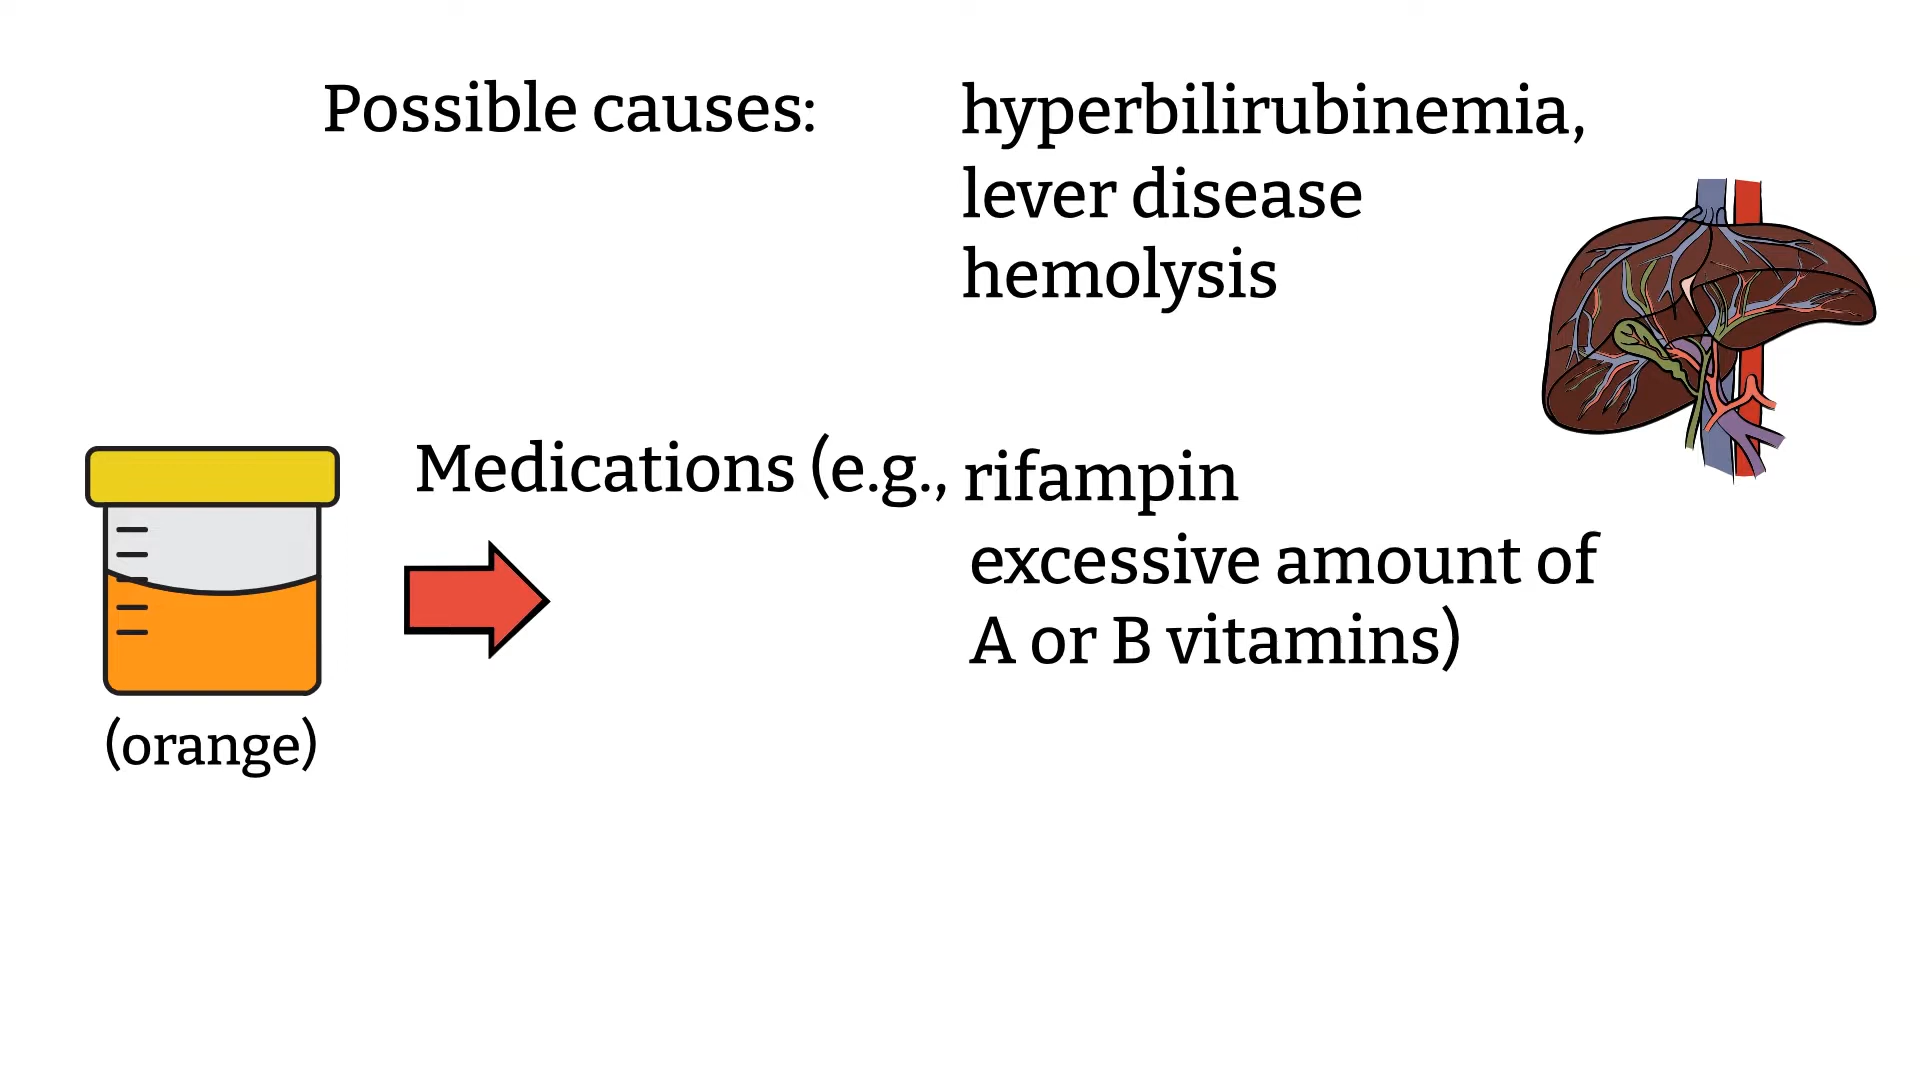 Possible causes: hyperbilirubinemia,
lever disease
hemolysis
Medications (e.g., rifampin
excessive amount of
A or B vitamins)
(orange)